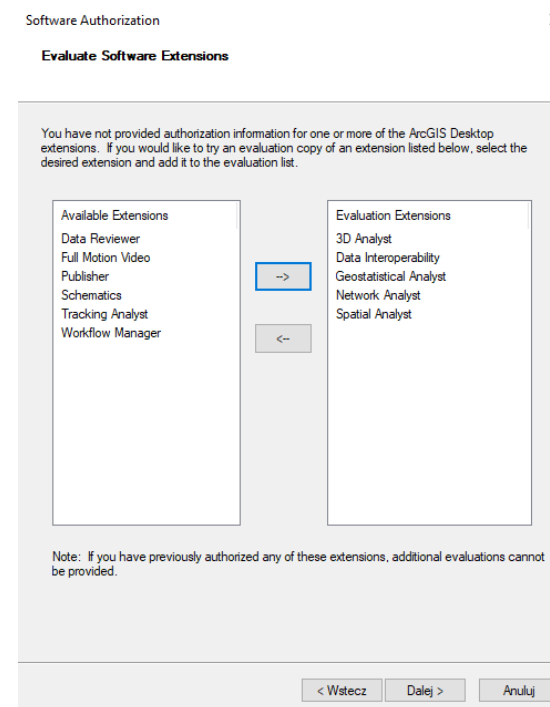 Software Authorization
Evaluate Software Extensions
You have not provided authorization information for one or more of the ArcGIS Desktop
extensions. If you would like to try an evaluation copy of an extension listed below, select the
desired extension and add it to the evaluation list.
Available Extensions
Data Reviewer
Full Motion Video
Publisher
Schematics
Tracking Analyst
Workflow Manager
-->
<--
Evaluation Extensions
3D Analyst
Data Interoperability
Geostatistical Analyst
Network Analyst
Spatial Analyst
Note: If you have previously authorized any of these extensions, additional evaluations cannot
be provided.
< Wstecz
Dalej >
Anuluj